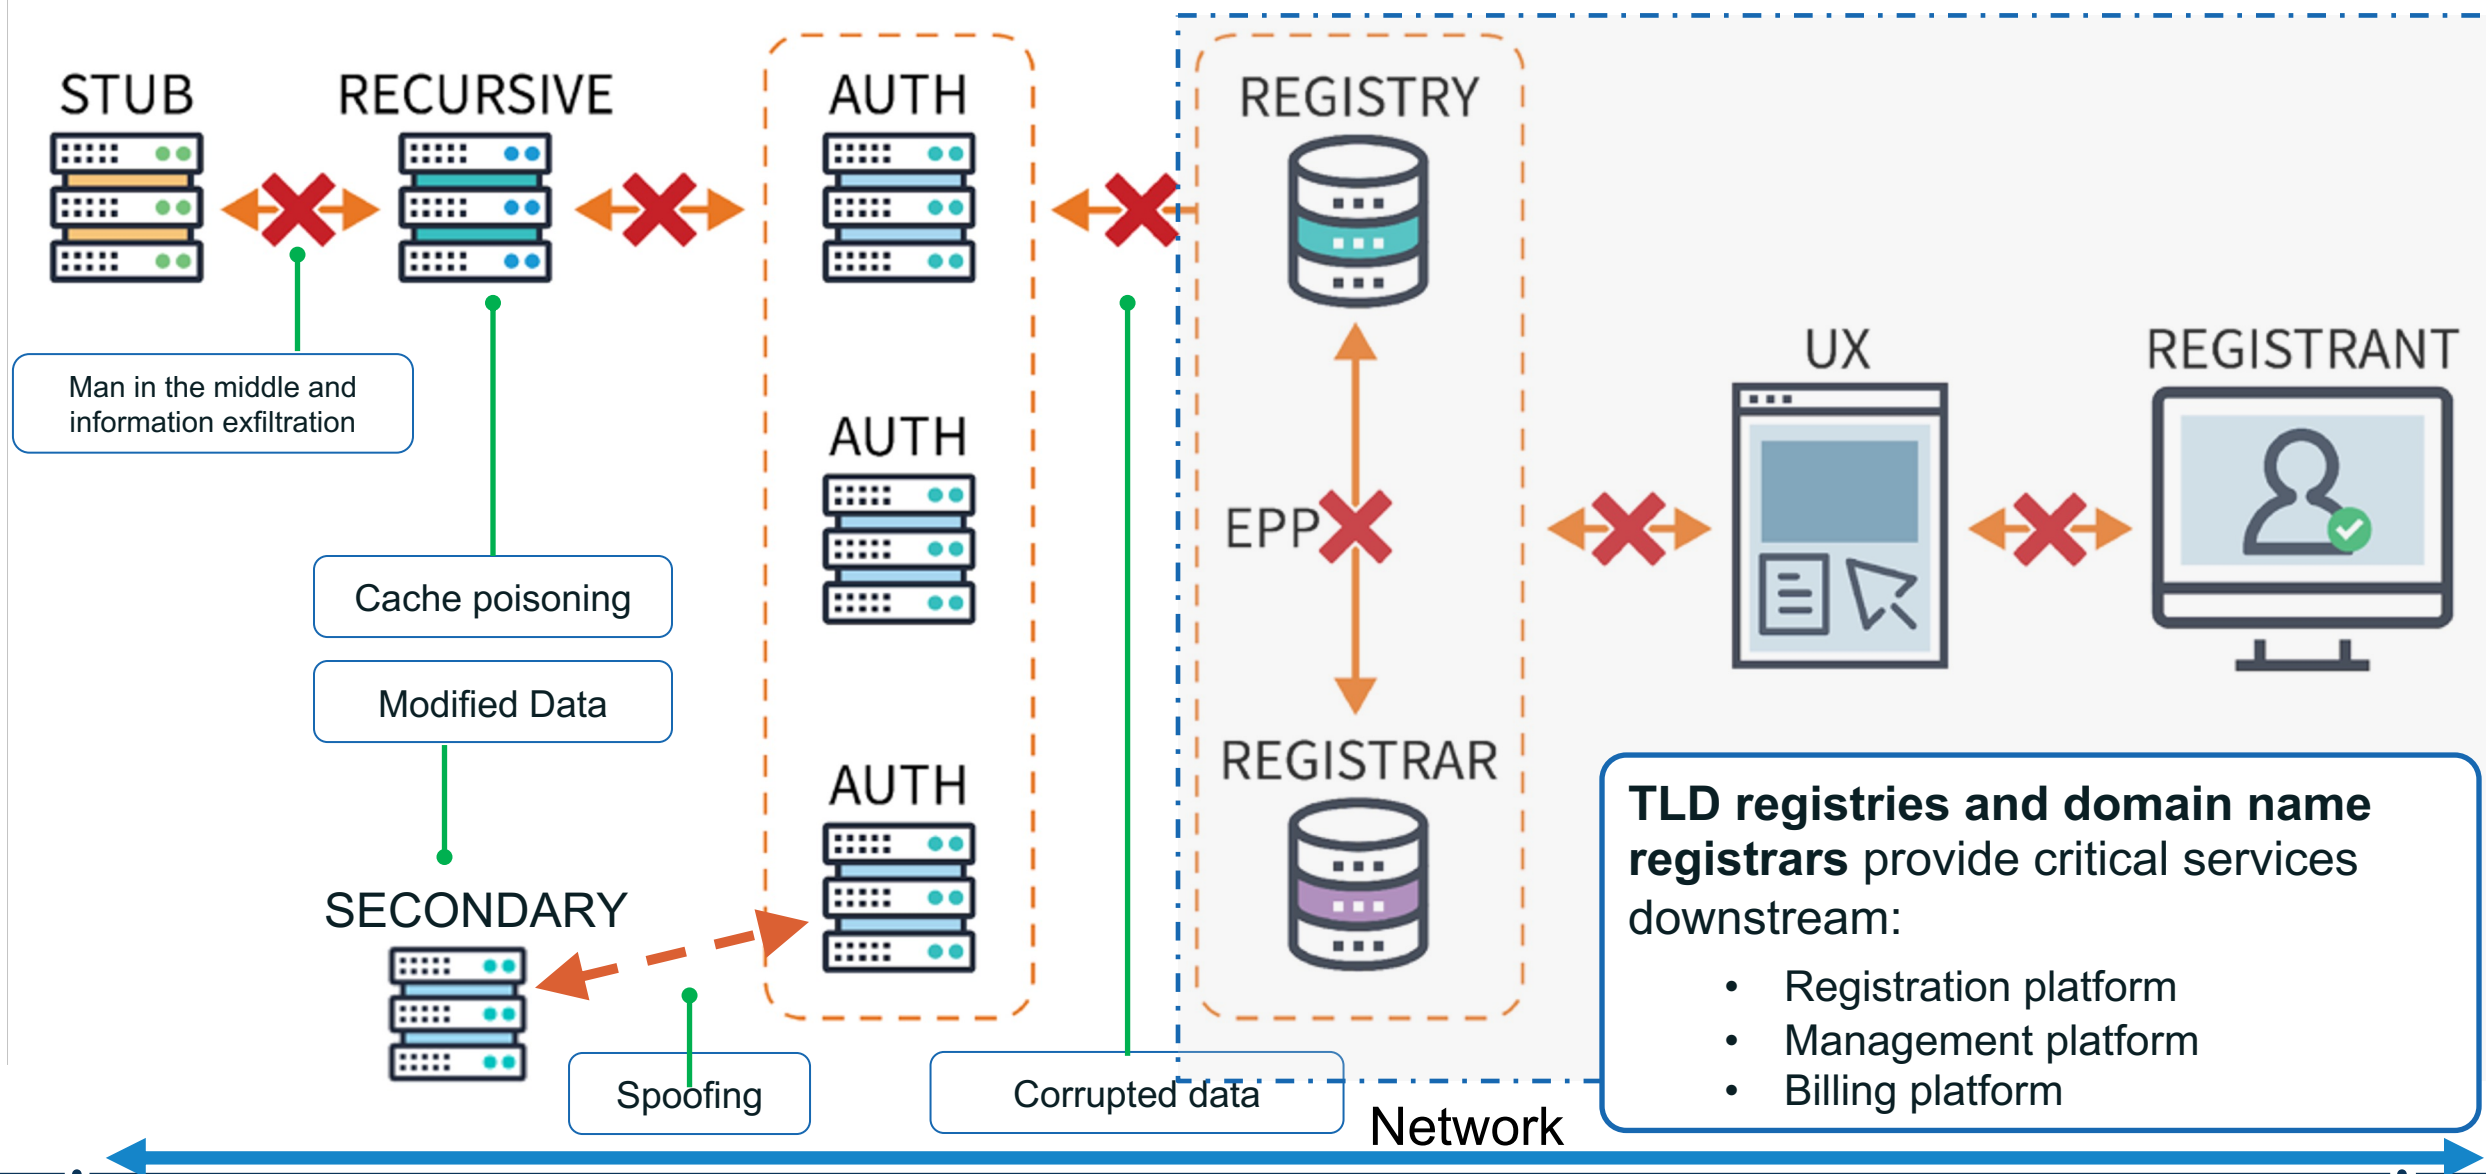 STUB
RECURSIVE
AUTH
REGISTRY
Man in the middle and
information exfiltration
UX
REGISTRANT
AUTH
EPP
Cache poisoning
Modified Data
AUTH
REGISTRAR
SECONDARY
Spoofing
Corrupted data
TLD registries and domain name
registrars provide critical services
downstream:
• Registration platform
• Management platform
• Billing platform
Network